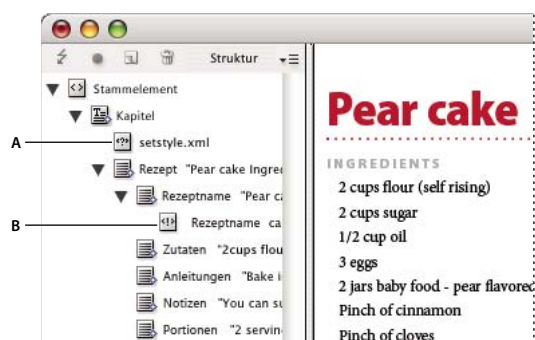 Struktur
Stammelement
Kapitel
A
setstyle.xml
Rezept "Pear cake Ingre
Rezeptname "Pear c
B
Rezeptname ca
Zutaten "2cups flou
Anleitungen "Bake i
Notizen "You can su
Portionen "2 servin
Pear cake
INGREDIENTS
2 cups flour (self rising)
2 cups sugar
1/2 cup oil
3 eggs
2 jars baby food - pear flavored
Pinch of cinnamon
Pinch of cloves